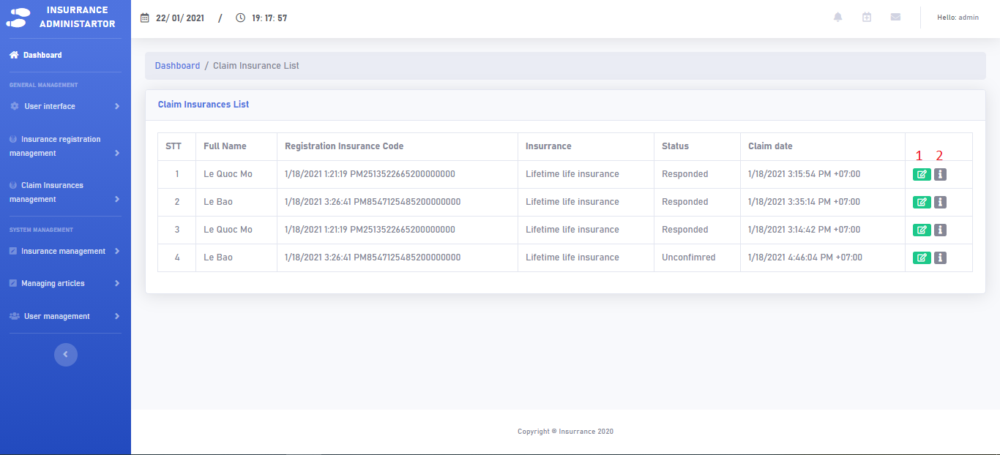 INSURRANCE
ADMINISTARTOR
22/ 01/ 2021 / 19: 17: 57
Hello: admin
Dashboard
GENERAL MANAGEMENT
User interface
Insurance registration
management
Claim Insurances
management
SYSTEM MANAGEMENT
Insurance management
Managing articles
User management
Dashboard / Claim Insurance List
Claim Insurances List
STT Full Name Registration Insurance Code Insurrance Status Claim date
1 2
1 Le Quoc Mo 1/18/2021 1:21:19 PM2513522665200000000 Lifetime life insurance Responded 1/18/2021 3:15:54 PM +07:00
2 Le Bao 1/18/2021 3:26:41 PM8547125485200000000 Lifetime life insurance Responded 1/18/2021 3:35:14 PM +07:00
3 Le Quoc Mo 1/18/2021 1:21:19 PM2513522665200000000 Lifetime life insurance Responded 1/18/2021 3:14:42 PM +07:00
4 Le Bao 1/18/2021 3:26:41 PM8547125485200000000 Lifetime life insurance Unconfimred 1/18/2021 4:46:04 PM +07:00
Copyright © Insurrance 2020